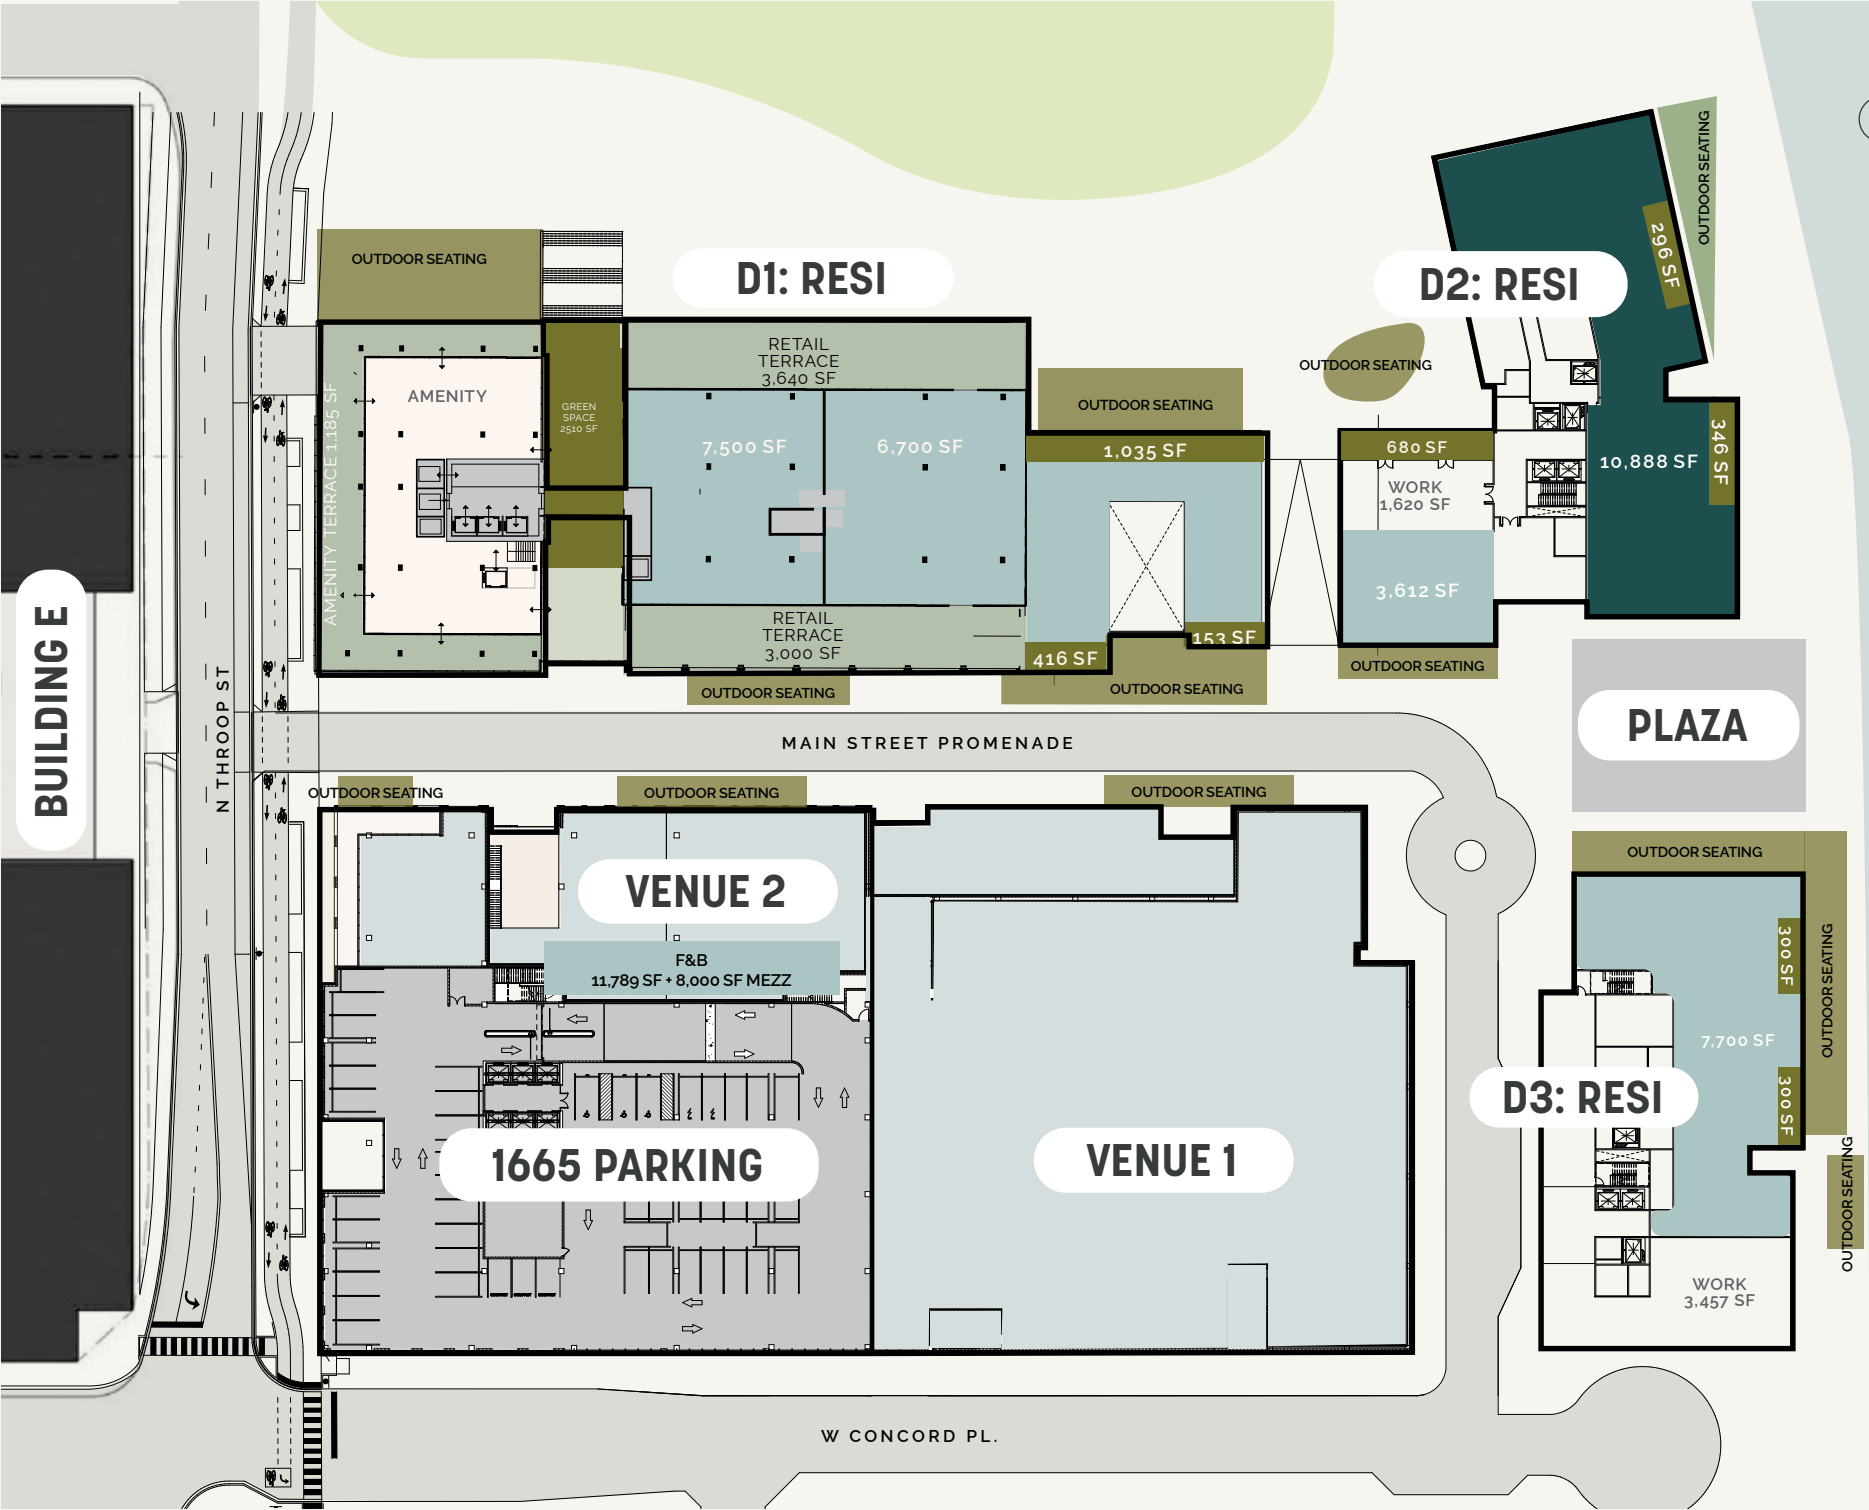 OUTDOOR SEATING
OUTDOOR SEATING
D1: RESI
D2: RESI
296 SF
RETAIL
TERRACE
3,640 SF
OUTDOOR SEATING
AMENITY
AMENITY TERRACE 1,185 SF
GREEN
SPACE
2510 SF
OUTDOOR SEATING
7,500 SF
6,700 SF
1,035 SF
680 SF
10,888 SF
346 SF
WORK
1,620 SF
3,612 SF
RETAIL
TERRACE
3,000 SF
153 SF
416 SF
OUTDOOR SEATING
OUTDOOR SEATING
OUTDOOR SEATING
BUILDING E
N THROOP ST
MAIN STREET PROMENADE
PLAZA
OUTDOOR SEATING
OUTDOOR SEATING
OUTDOOR SEATING
VENUE 2
F&B
11,789 SF + 8,000 SF MEZZ
OUTDOOR SEATING
300 SF
OUTDOOR SEATING
7,700 SF
300 SF
D3: RESI
1665 PARKING
VENUE 1
OUTDOOR SEATING
WORK
3,457 SF
W CONCORD PL.